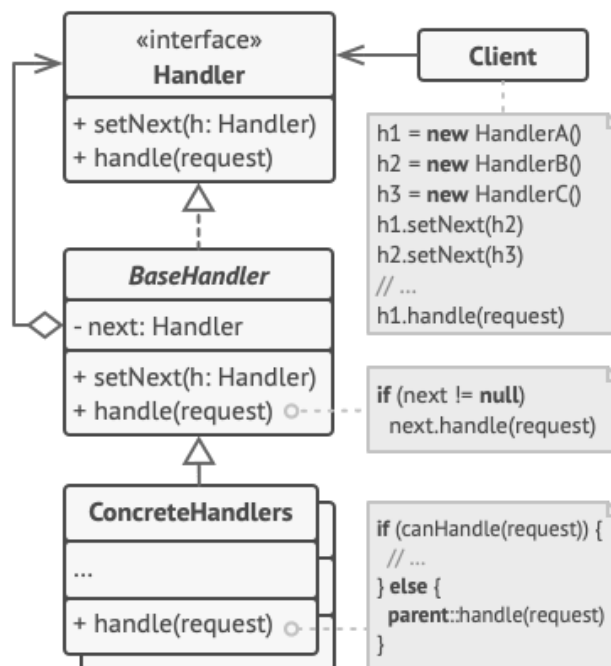 «interface»
Handler
+ setNext(h: Handler)
+ handle(request)
Client
h1 = new HandlerA()
h2 = new HandlerB()
h3 = new HandlerC()
h1.setNext(h2)
h2.setNext(h3)
// ...
h1.handle(request)
BaseHandler
- next: Handler
+ setNext(h: Handler)
+ handle(request)
if (next != null)
next.handle(request)
ConcreteHandlers
...
+ handle(request)
if (canHandle(request)) {
// ...
} else {
parent::handle(request)
}